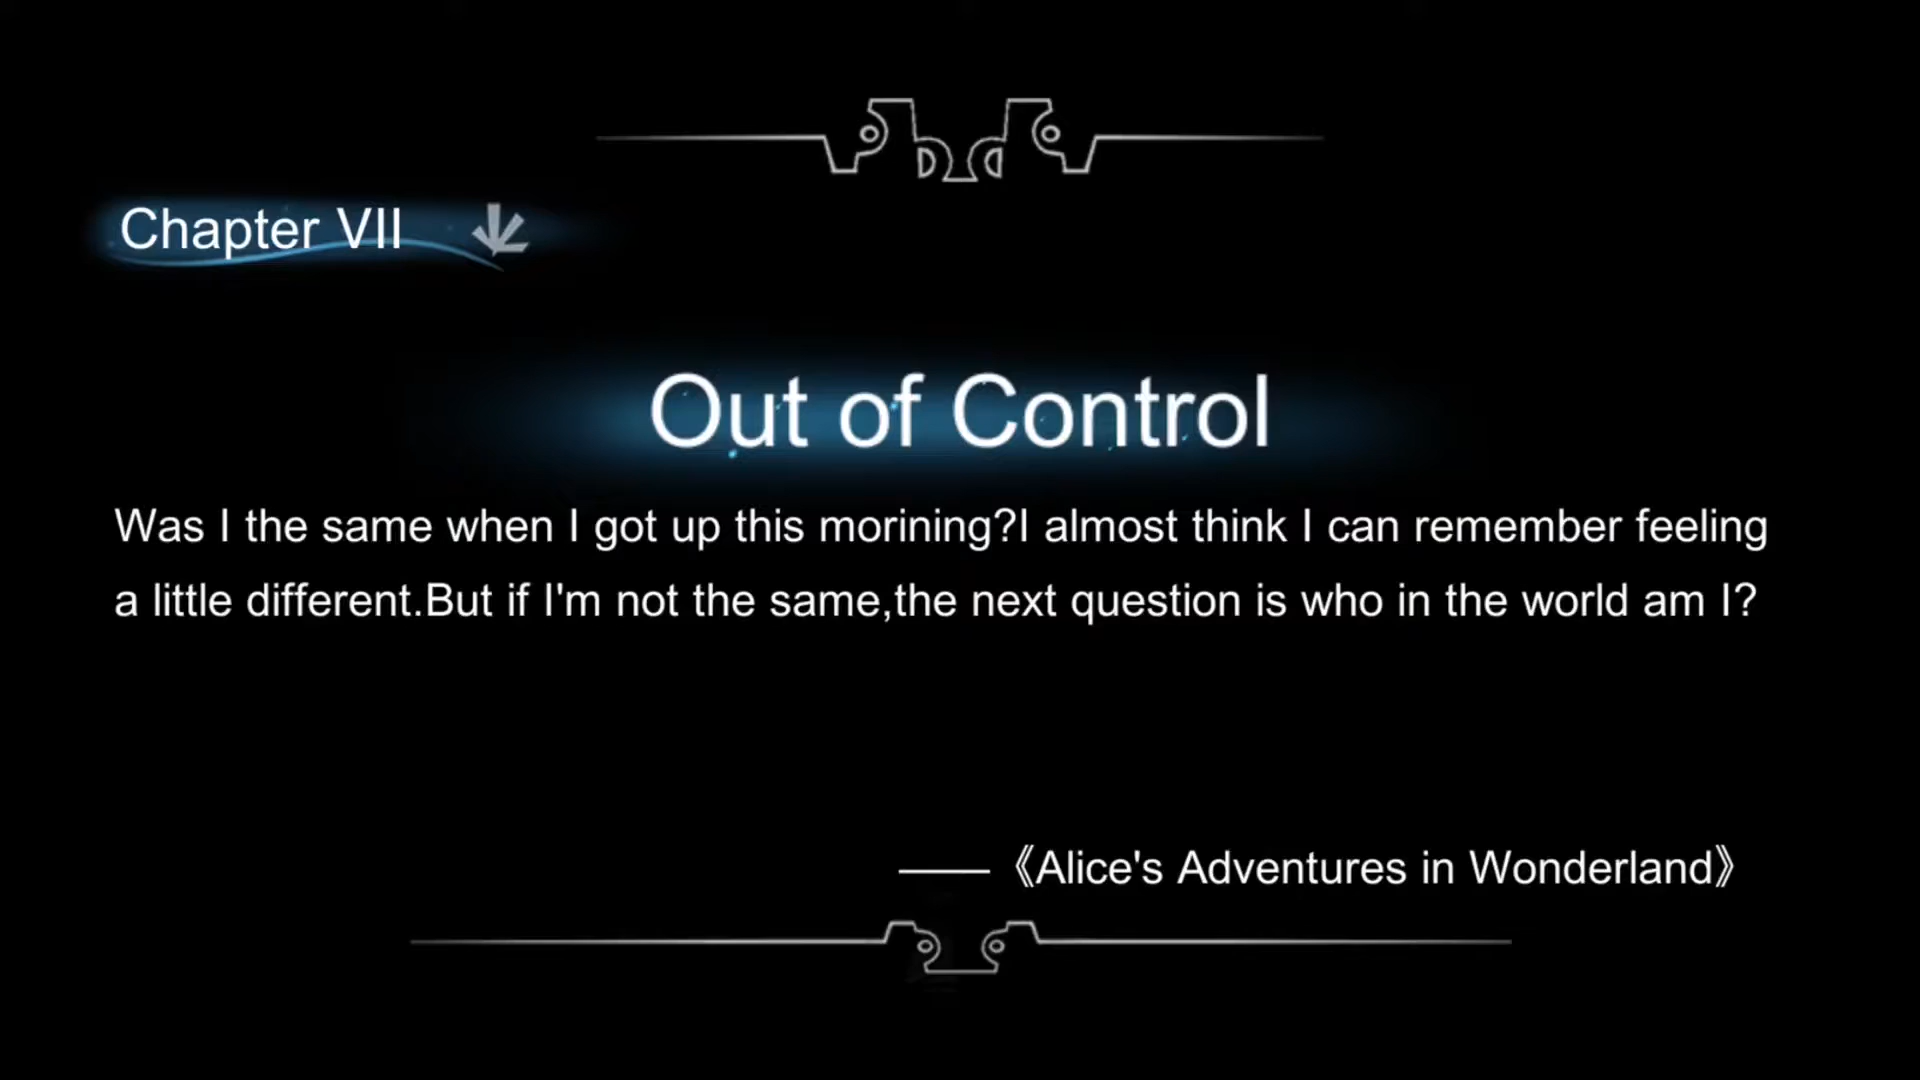 Chapter VII
Out of Control
Was I the same when I got up this morining?I almost think I can remember feeling
a little different.But if I'm not the same,the next question is who in the world am I?
——《Alice's Adventures in Wonderland》